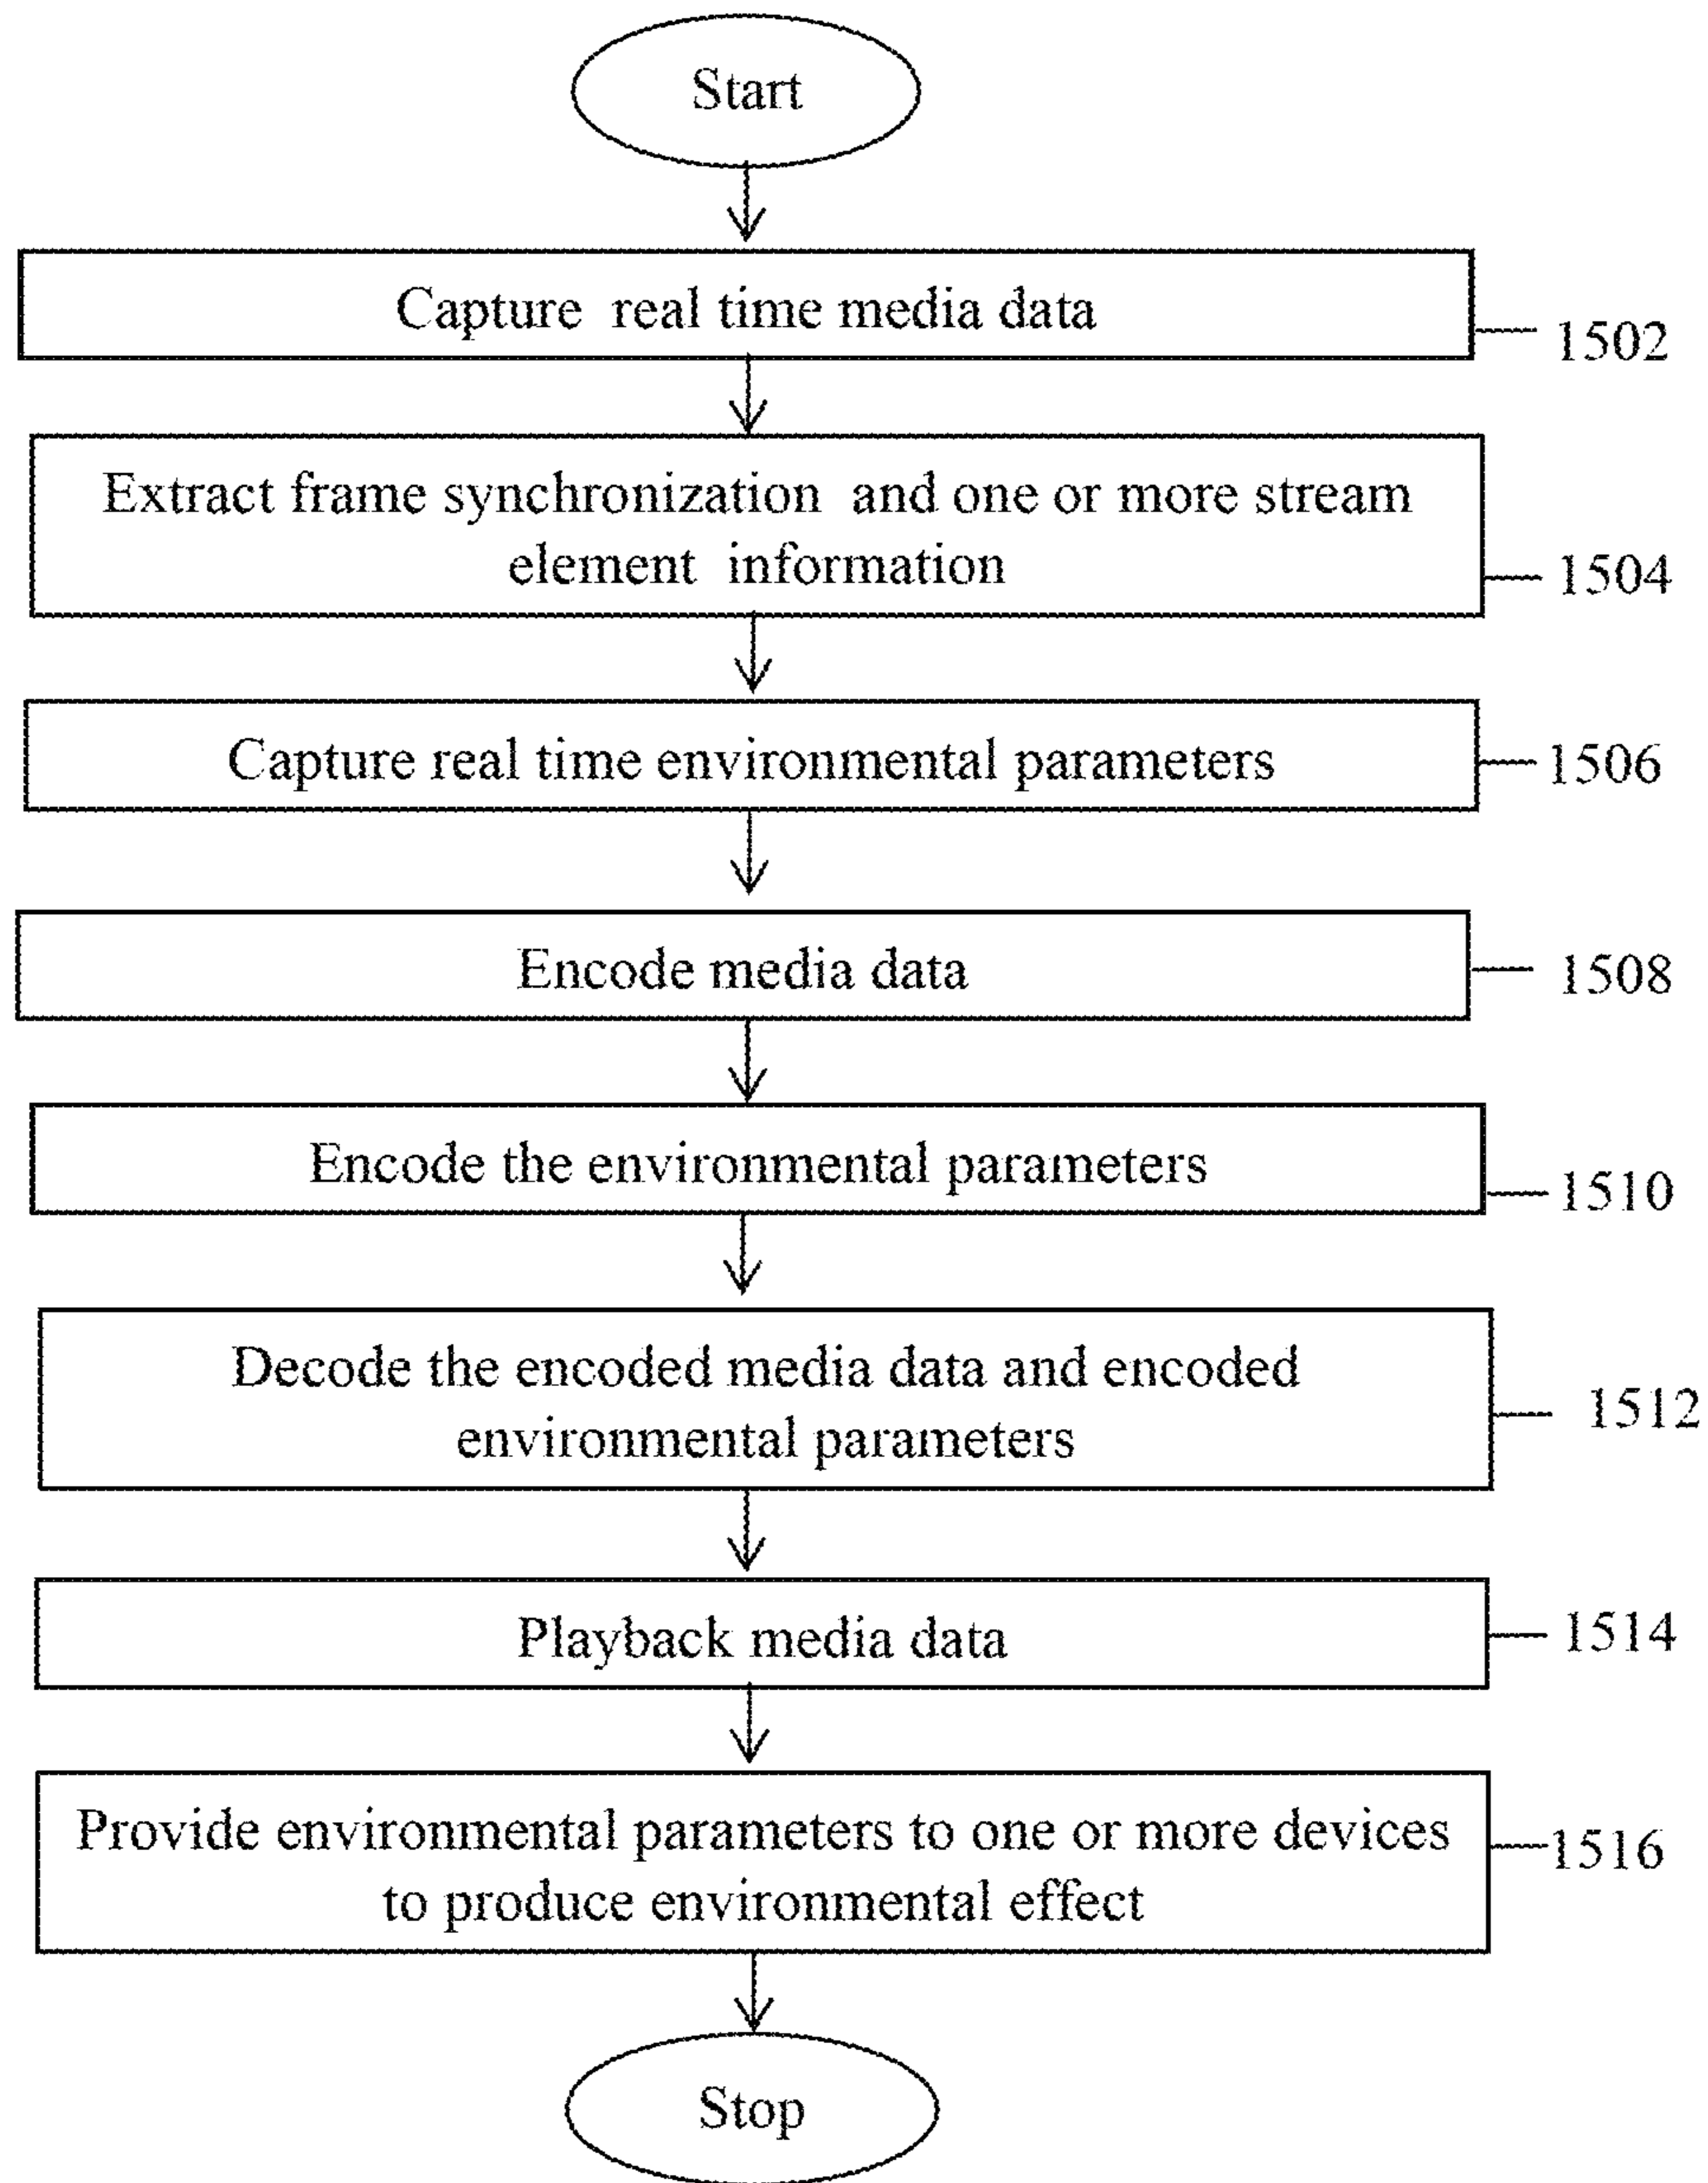 Start
Capture real time media data
1502
Extract frame synchronization and one or more stream
element information
1504
Capture real time environmental parameters
1506
Encode media data
1508
Encode the environmental parameters
1510
Decode the encoded media data and encoded
environmental parameters
1512
Playback media data
1514
Provide environmental parameters to one or more devices
to produce environmental effect
1516
Stop